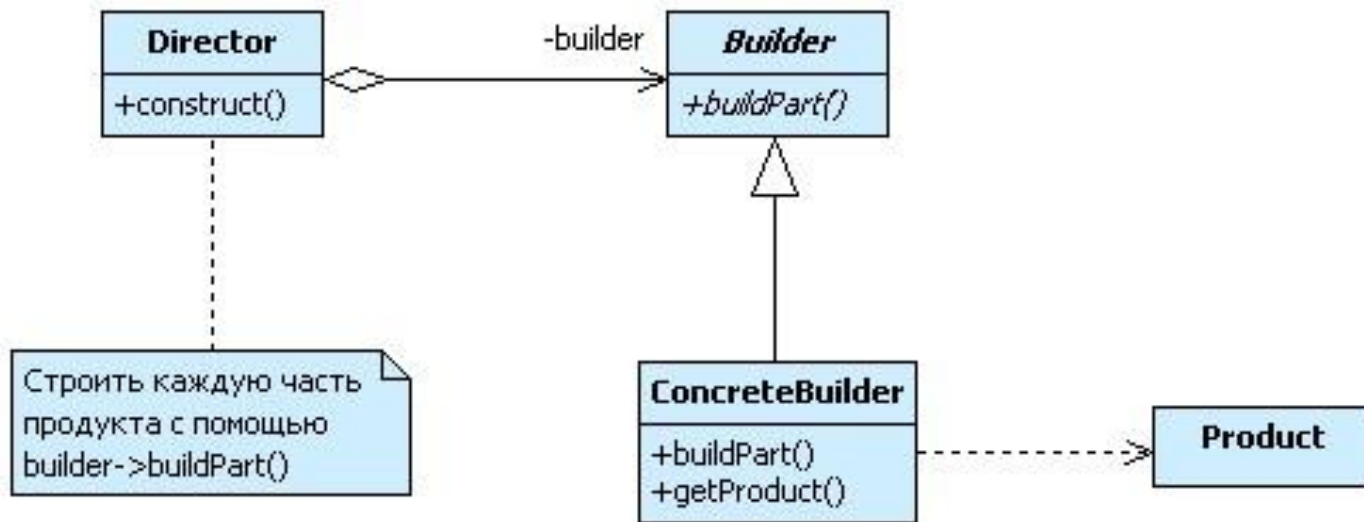 Director
+construct()
-builder
Builder
+buildPart()
Строить каждую часть
продукта с помощью
builder->buildPart()
ConcreteBuilder
+buildPart()
+getProduct()
Product